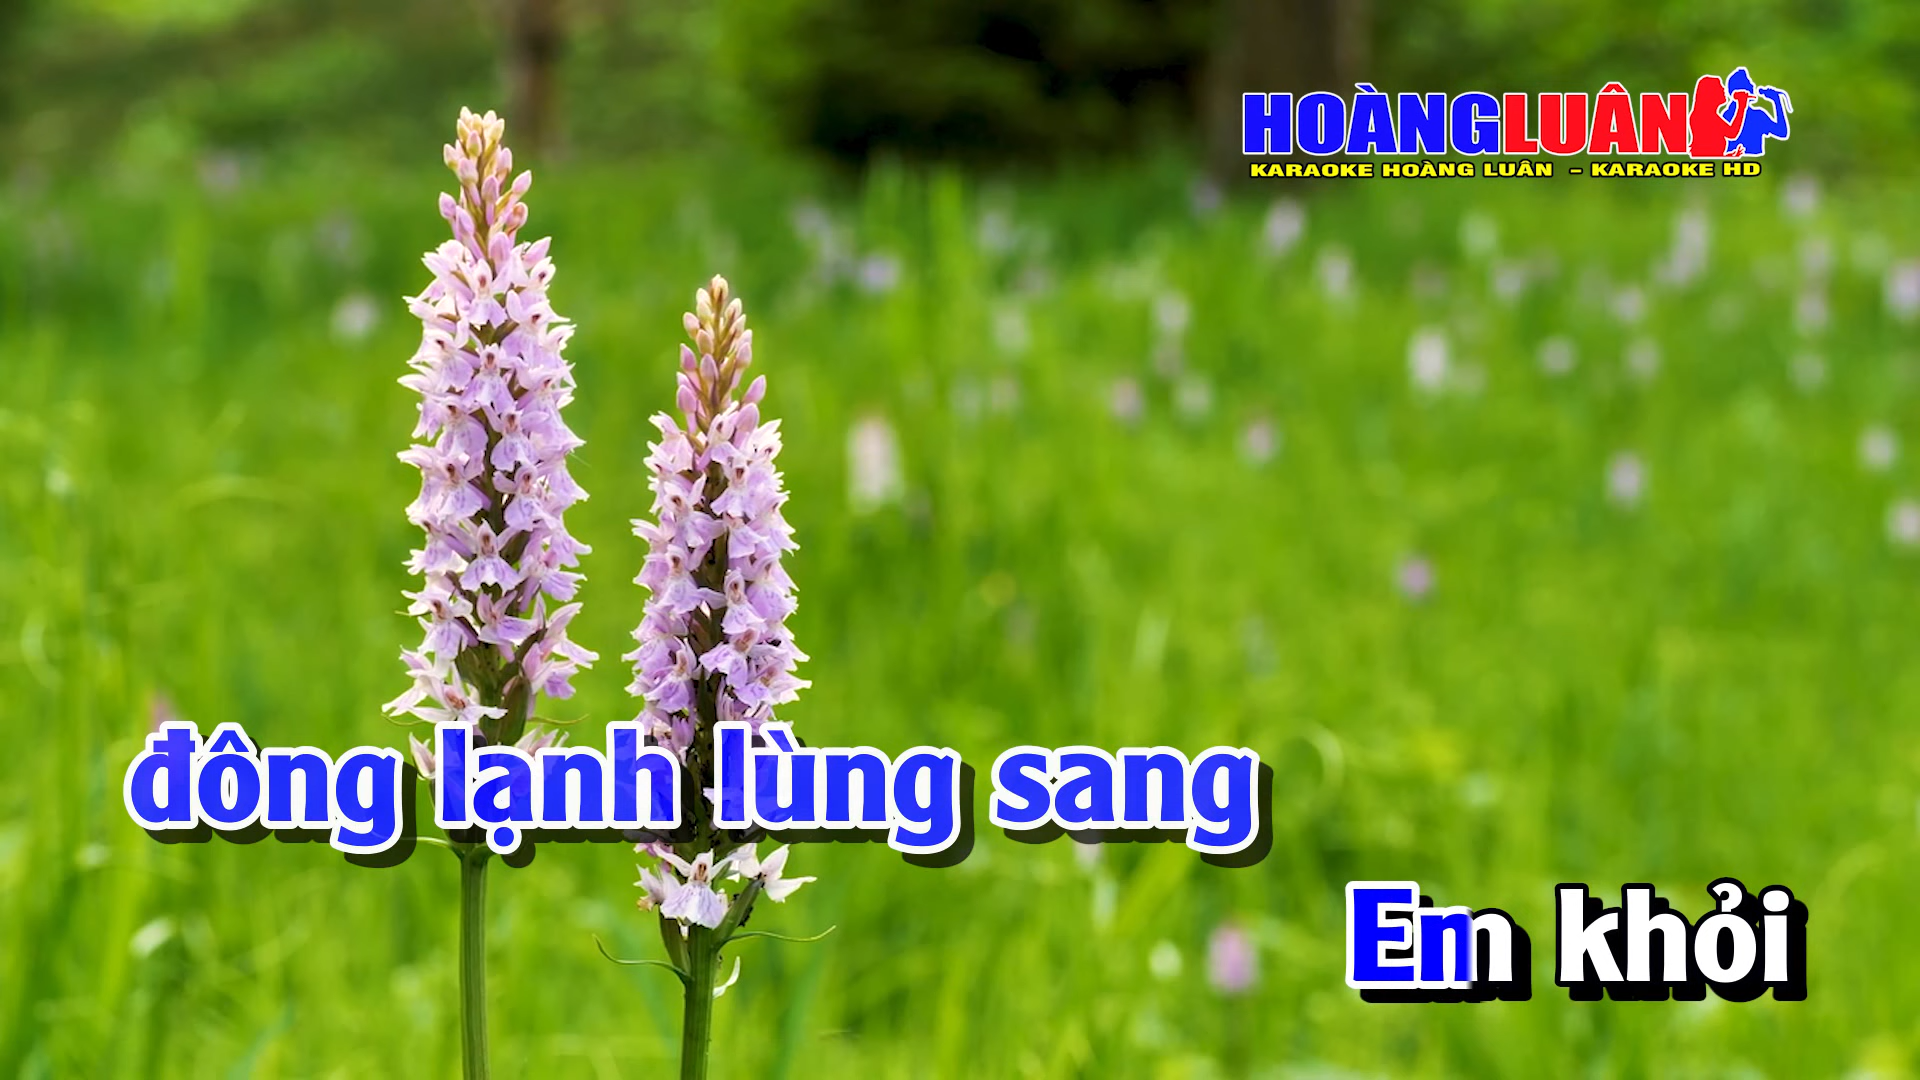 HOÀNGLUÂN
KARAOKE HOÀNG LUÂN - KARAOKE HD
đông lạnh lùng sang
Em khỏi